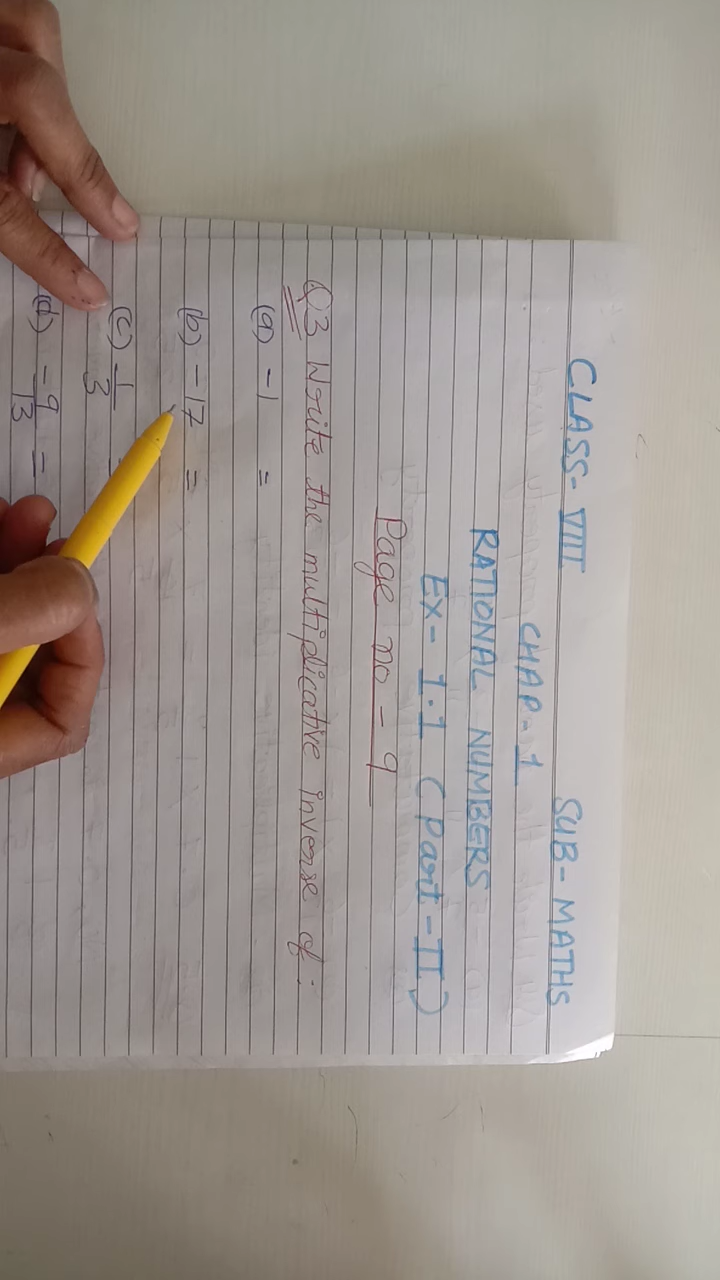 CLASS- VIII SUB- MATHS
CHAP- 1
RATIONAL NUMBERS
EX- 1.1 (Part-II)
Page no - 9
Q3 Write the multiplicative inverse of:
(a) -1 =
(b) -17 =
(c) 1/3 =
(d) -9/13 =